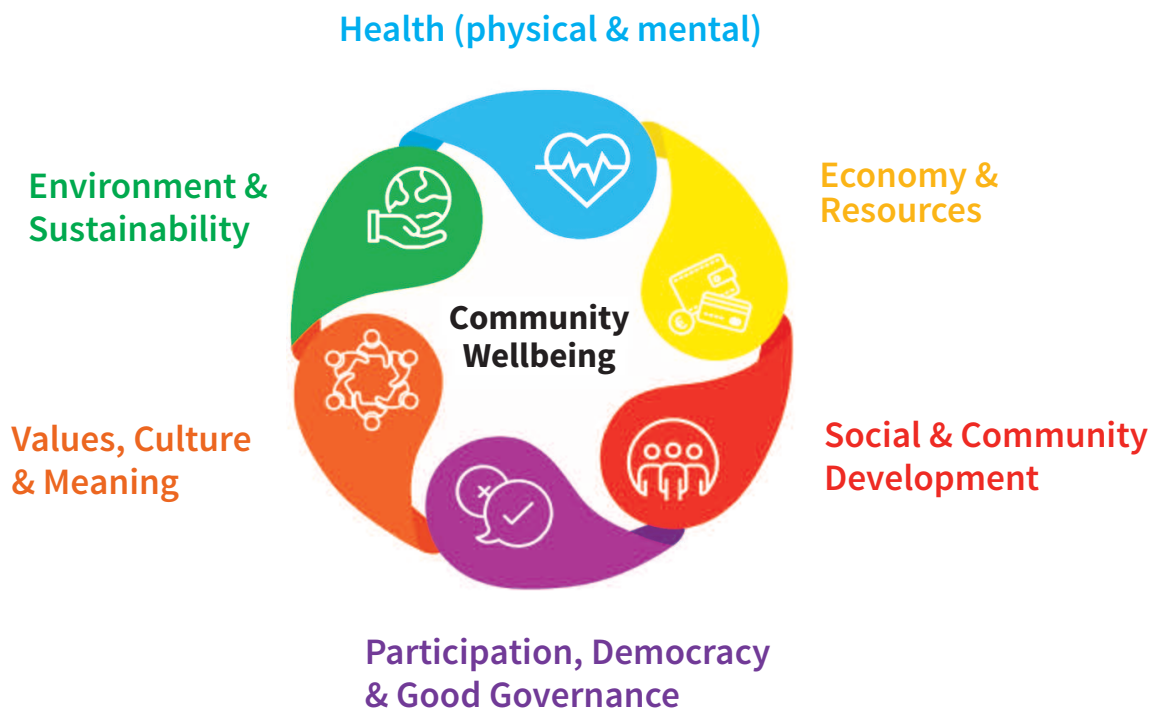 Health (physical & mental)
Economy &
Resources
Social & Community
Development
Participation, Democracy
& Good Governance
Values, Culture
& Meaning
Environment &
Sustainability
Community
Wellbeing
€